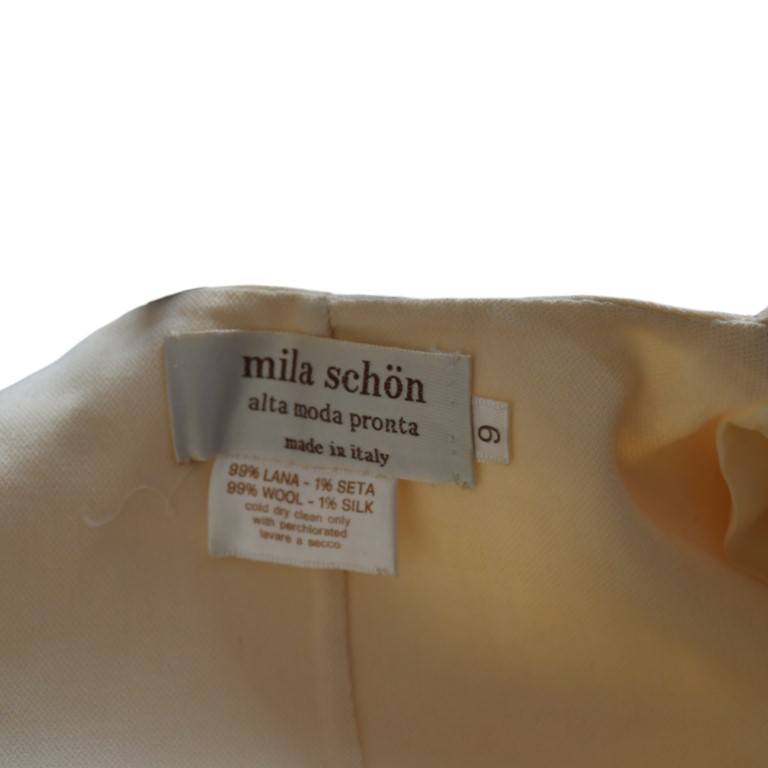 mila schön
alta moda pronta
made in italy
99% LANA - 1% SETA
99% WOOL - 1% SILK
cold dry clean only
with perchlorated
lavare a secco